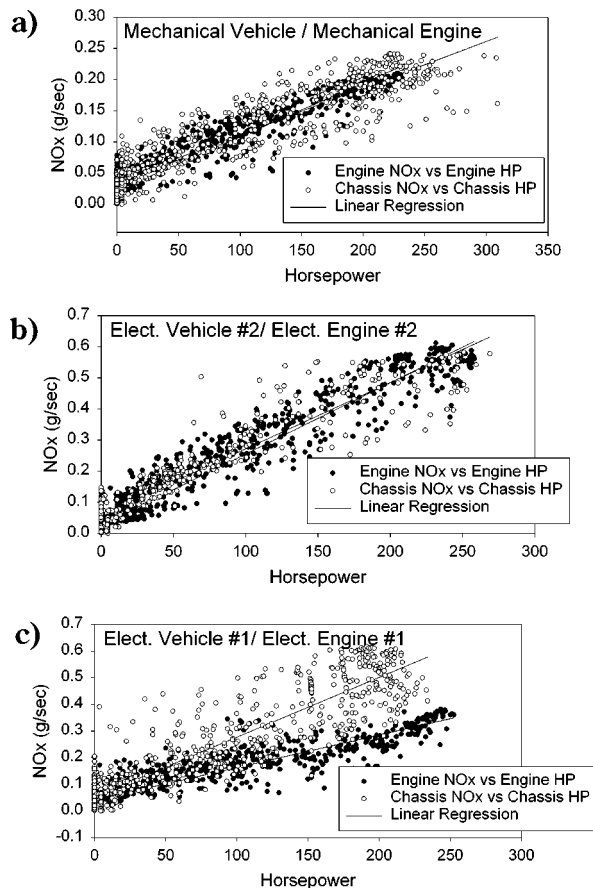 a)
Mechanical Vehicle / Mechanical Engine
NOx (g/sec)
0.30
0.25
0.20
0.15
0.10
0.05
0.00
Engine NOx vs Engine HP
Chassis NOx vs Chassis HP
Linear Regression
0 50 100 150 200 250 300 350
Horsepower
b)
Elect. Vehicle #2/ Elect. Engine #2
NOx (g/sec)
0.7
0.6
0.5
0.4
0.3
0.2
0.1
0.0
Engine NOx vs Engine HP
Chassis NOx vs Chassis HP
Linear Regression
0 50 100 150 200 250 300
Horsepower
c)
Elect. Vehicle #1/ Elect. Engine #1
NOx (g/sec)
0.7
0.6
0.5
0.4
0.3
0.2
0.1
0.0
-0.1
Engine NOx vs Engine HP
Chassis NOx vs Chassis HP
Linear Regression
0 50 100 150 200 250 300
Horsepower